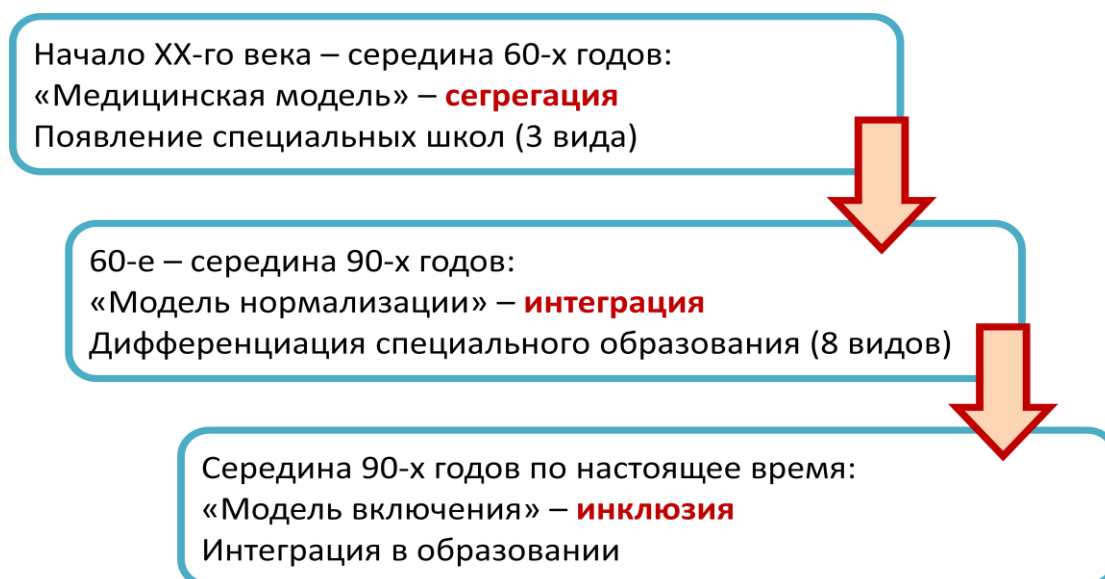 Начало XX-го века – середина 60-х годов:
«Медицинская модель» – сегрегация
Появление специальных школ (3 вида)
60-е – середина 90-х годов:
«Модель нормализации» – интеграция
Дифференциация специального образования (8 видов)
Середина 90-х годов по настоящее время:
«Модель включения» – инклюзия
Интеграция в образовании